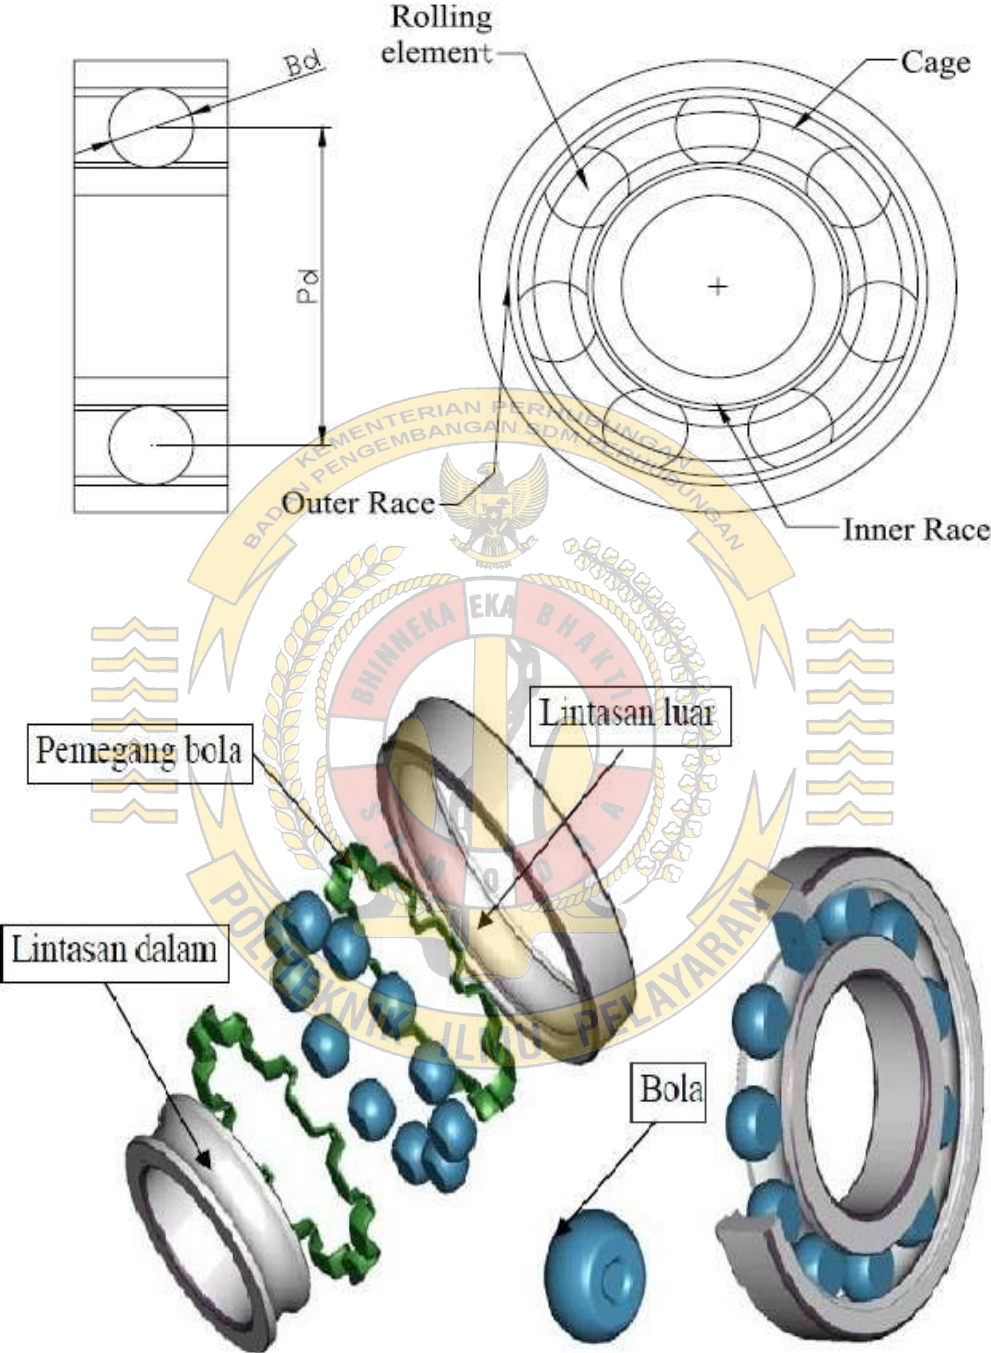 Rolling
element
Cage
Bd
Pd
Outer Race
Inner Race
KEMENTERIAN PERHUBUNGAN
BADAN PENGEMBANGAN SDM PERHUBUNGAN
BHINNEKA EKA BHAKTI
Lintasan luar
Pemegang bola
Lintasan dalam
Bola
POLITEKNIK ILMU PELAYARAN